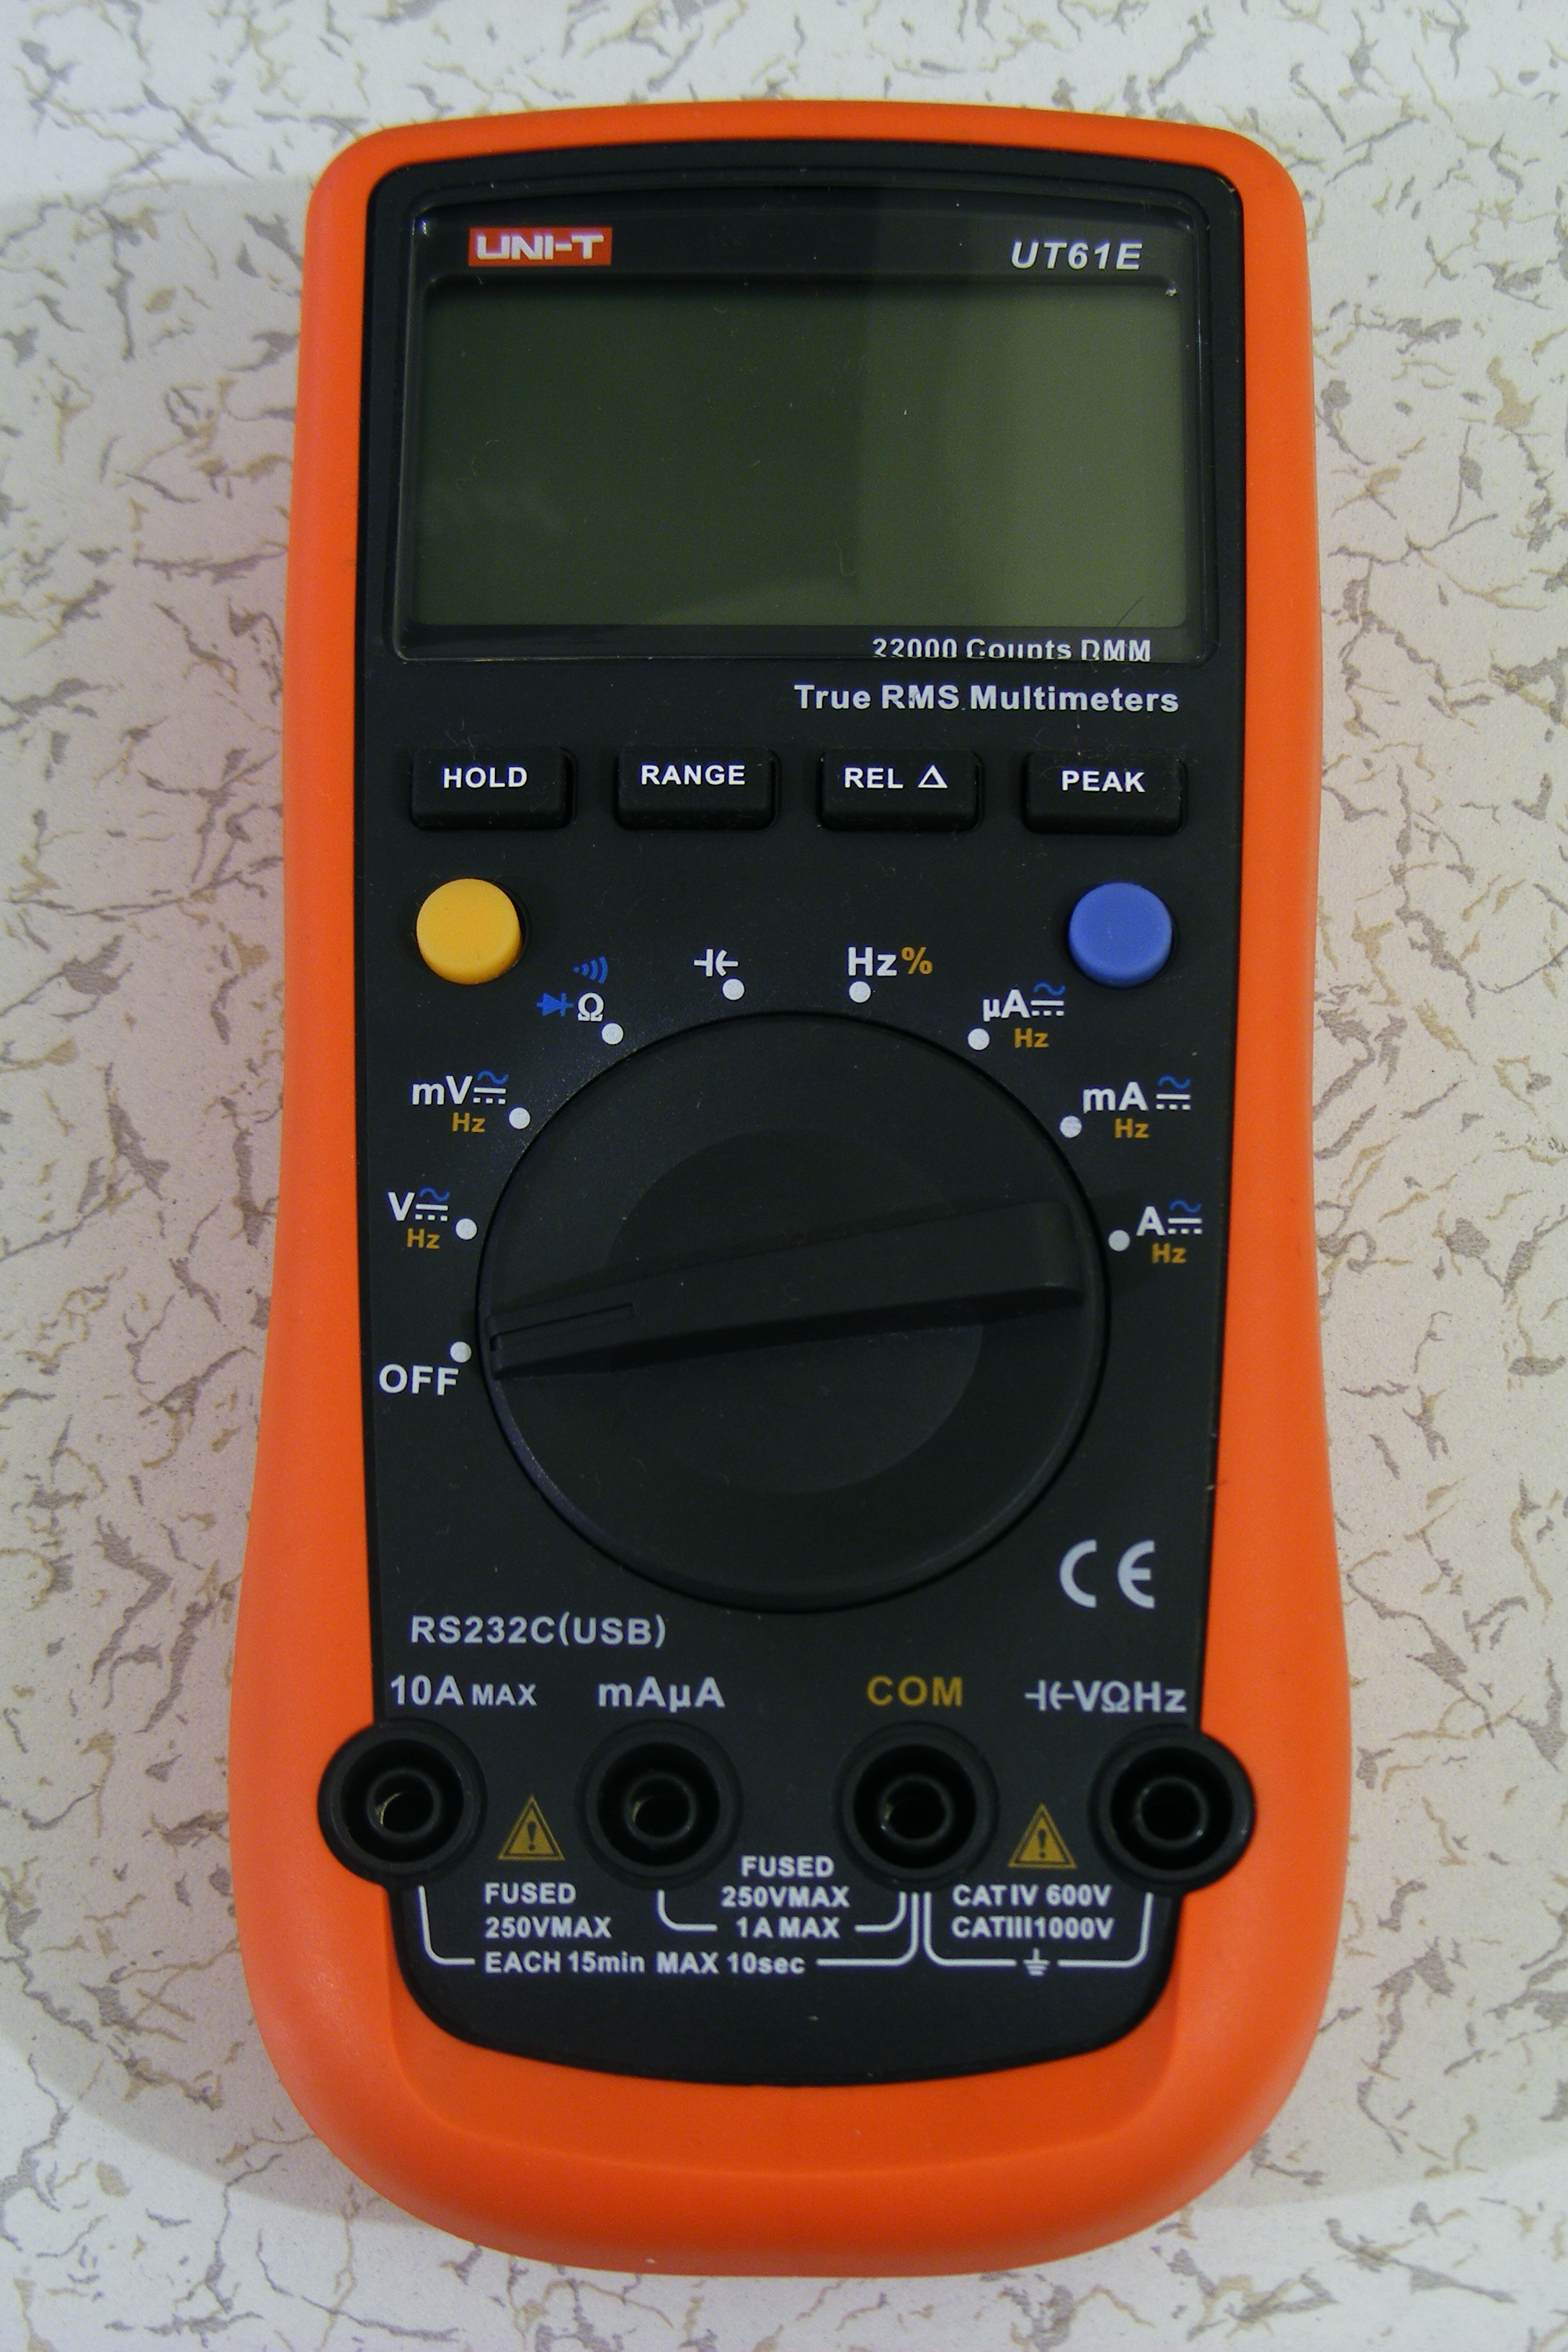 UNI-T UT61E
22000 Counts DMM
True RMS Multimeters
HOLD RANGE REL Δ PEAK
Hz%
Ω
µA
Hz
mV
Hz
mA
Hz
V
Hz
A
Hz
OFF
CE
RS232C(USB)
10A MAX mAµA COM VΩHz
FUSED
250VMAX
FUSED
250VMAX
1A MAX
CAT IV 600V
CATIII1000V
EACH 15min MAX 10sec